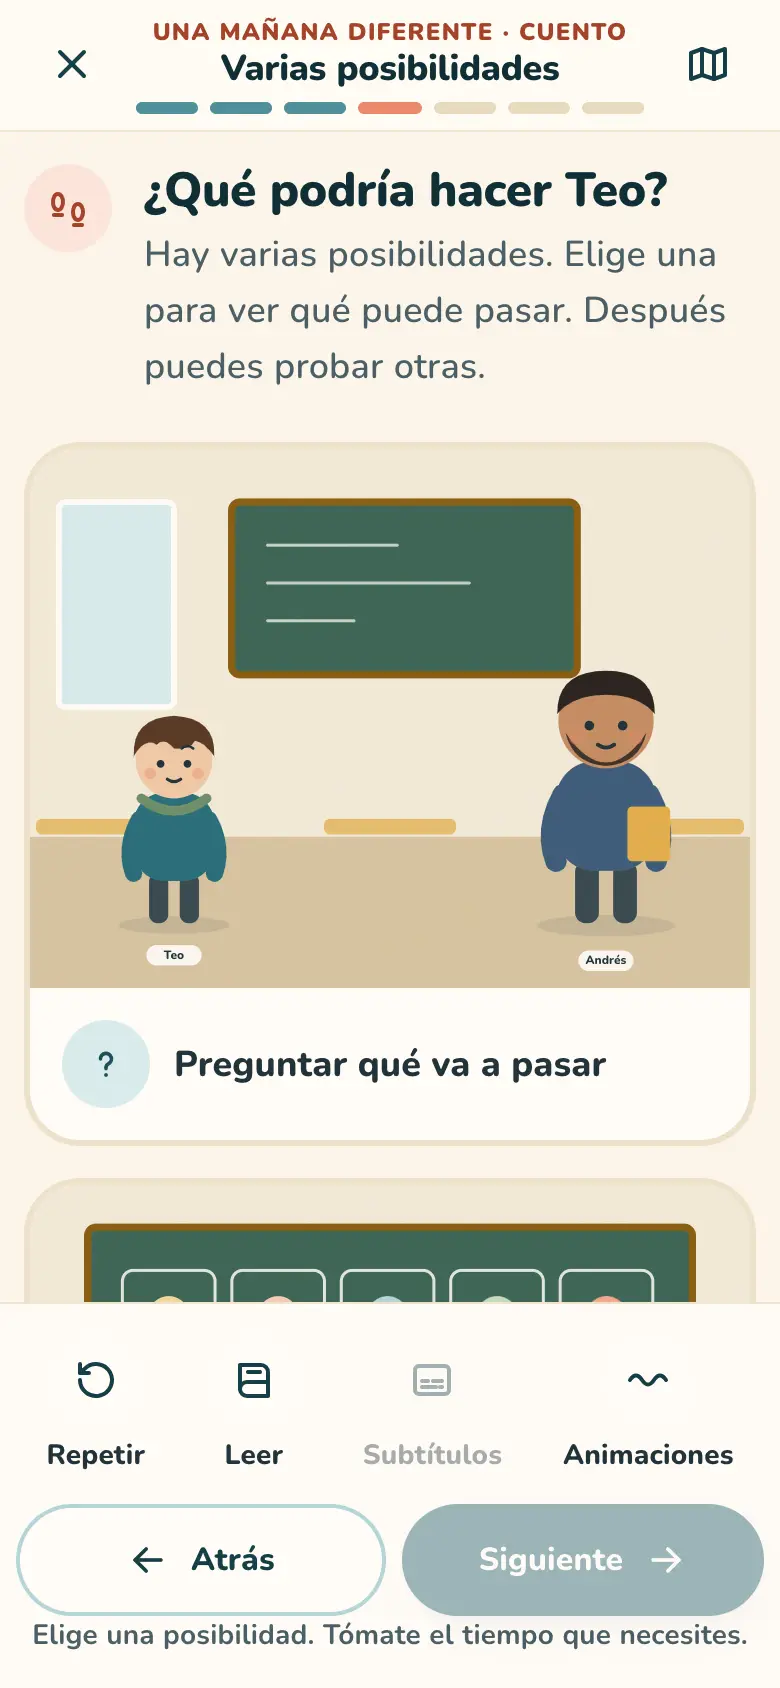 UNA MAÑANA DIFERENTE · CUENTO
Varias posibilidades
¿Qué podría hacer Teo?
Hay varias posibilidades. Elige una
para ver qué puede pasar. Después
puedes probar otras.
Teo
Andrés
?
Preguntar qué va a pasar
Repetir
Leer
Subtítulos
Animaciones
← Atrás
Siguiente →
Elige una posibilidad. Tómate el tiempo que necesites.